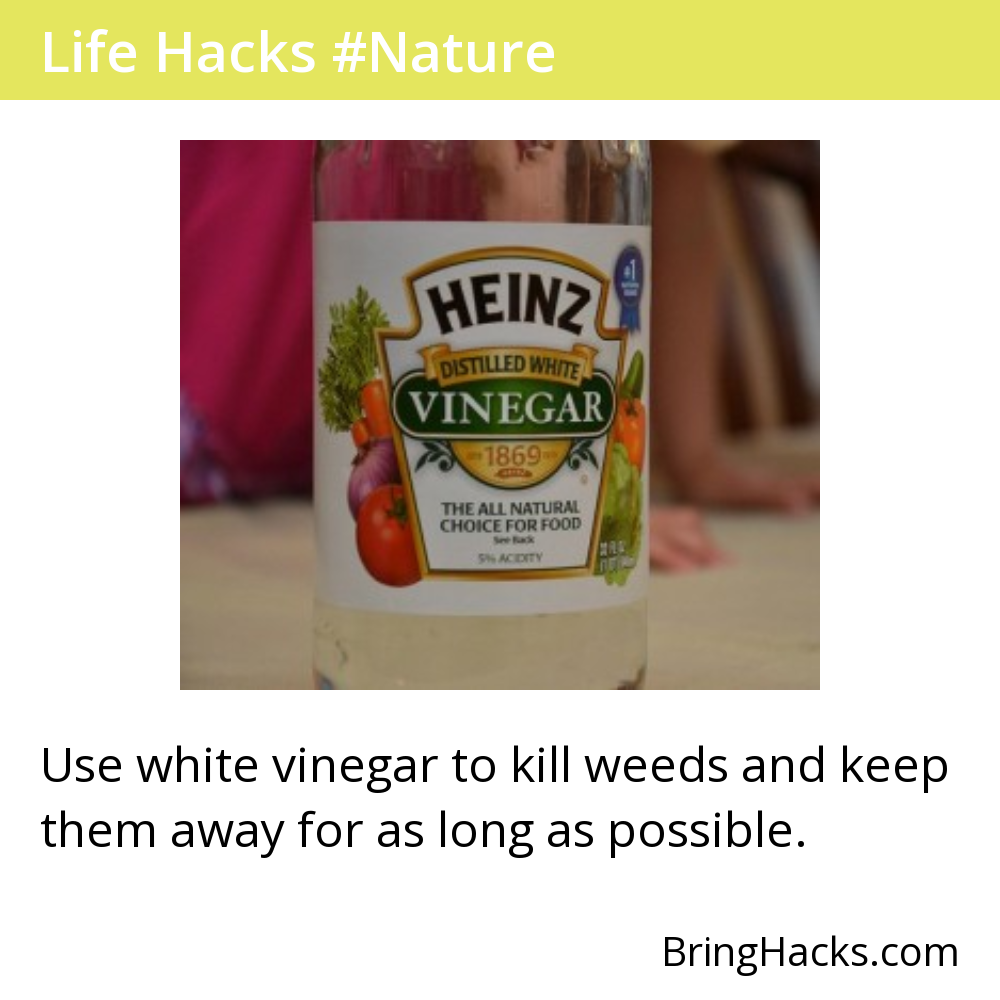 Life Hacks #Nature
#1
HEINZ
DISTILLED WHITE
VINEGAR
1869
THE ALL NATURAL
CHOICE FOR FOOD
See Back
5% ACIDITY
Use white vinegar to kill weeds and keep
them away for as long as possible.
BringHacks.com